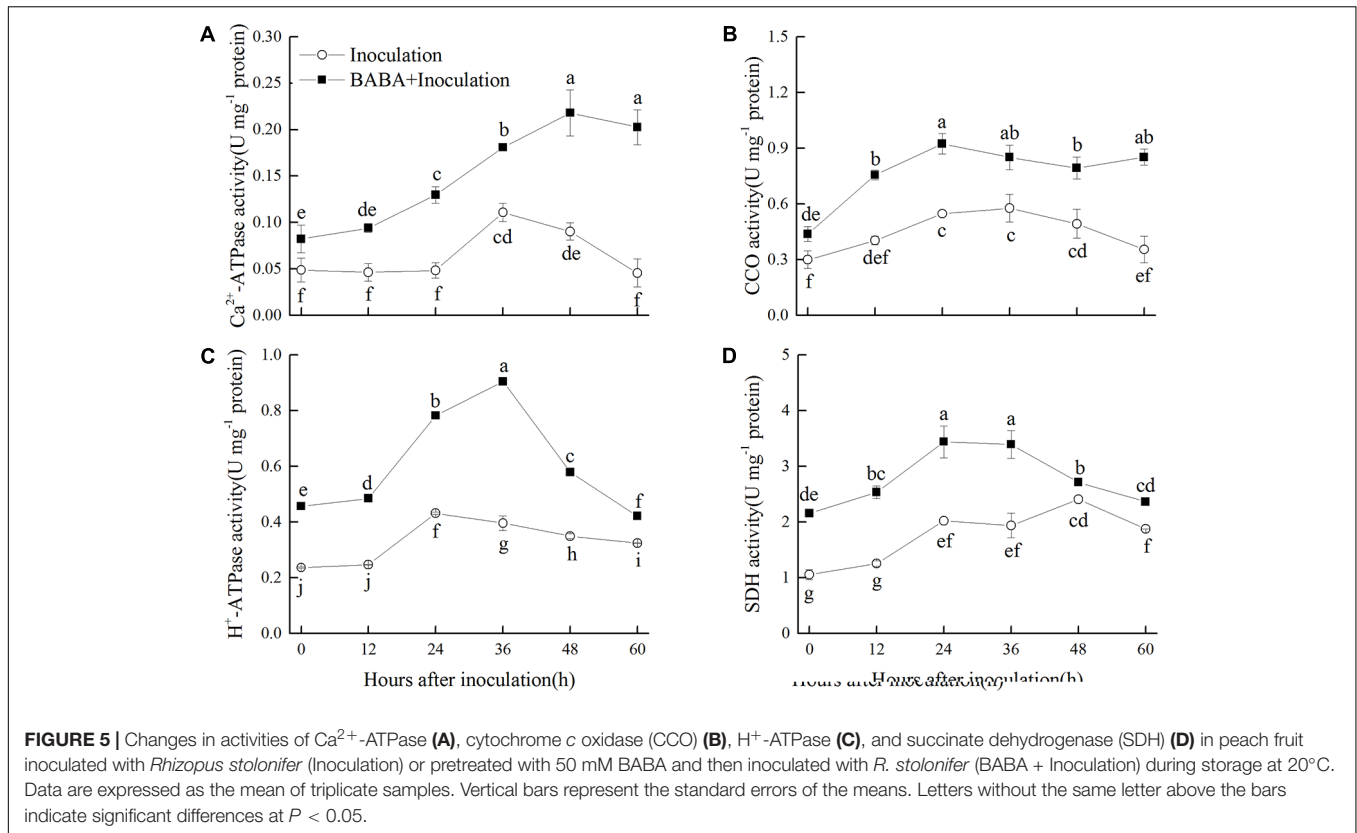 A
Ca²⁺-ATPase activity(U mg⁻¹ protein)
0.30
0.25
0.20
0.15
0.10
0.05
0.00
Inoculation
BABA+Inoculation
e
de
c
b
a
a
f
f
f
cd
de
f
B
CCO activity(U mg⁻¹ protein)
0.9
0.6
0.3
0.0
de
b
a
ab
b
ab
f
def
c
c
cd
ef
C
H⁺-ATPase activity(U mg⁻¹ protein)
1.0
0.8
0.6
0.4
0.2
0.0
e
d
b
a
c
f
j
j
f
g
h
i
0 12 24 36 48 60
Hours after inoculation(h)
D
SDH activity(U mg⁻¹ protein)
5
4
3
2
1
0
de
bc
a
a
b
cd
g
g
ef
ef
cd
f
0 12 24 36 48 60
Hours after inoculation(h)
Hours after inoculation(h)
FIGURE 5 | Changes in activities of Ca²⁺-ATPase (A), cytochrome c oxidase (CCO) (B), H⁺-ATPase (C), and succinate dehydrogenase (SDH) (D) in peach fruit
inoculated with Rhizopus stolonifer (Inoculation) or pretreated with 50 mM BABA and then inoculated with R. stolonifer (BABA + Inoculation) during storage at 20°C.
Data are expressed as the mean of triplicate samples. Vertical bars represent the standard errors of the means. Letters without the same letter above the bars
indicate significant differences at P < 0.05.